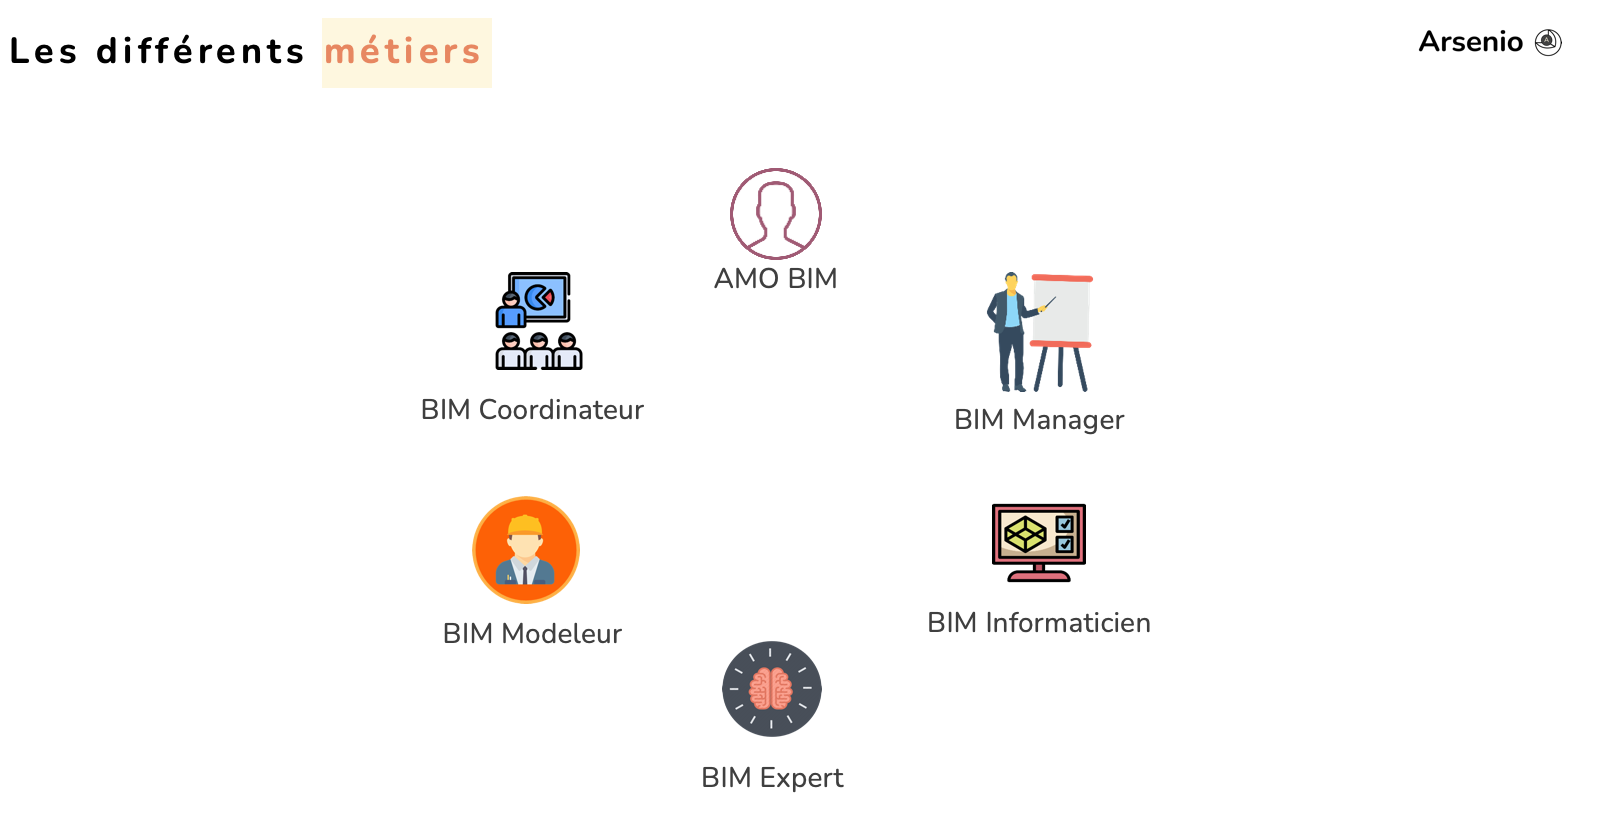 Les différents métiers
Arsenio
AMO BIM
BIM Coordinateur
BIM Manager
BIM Modeleur
BIM Informaticien
BIM Expert